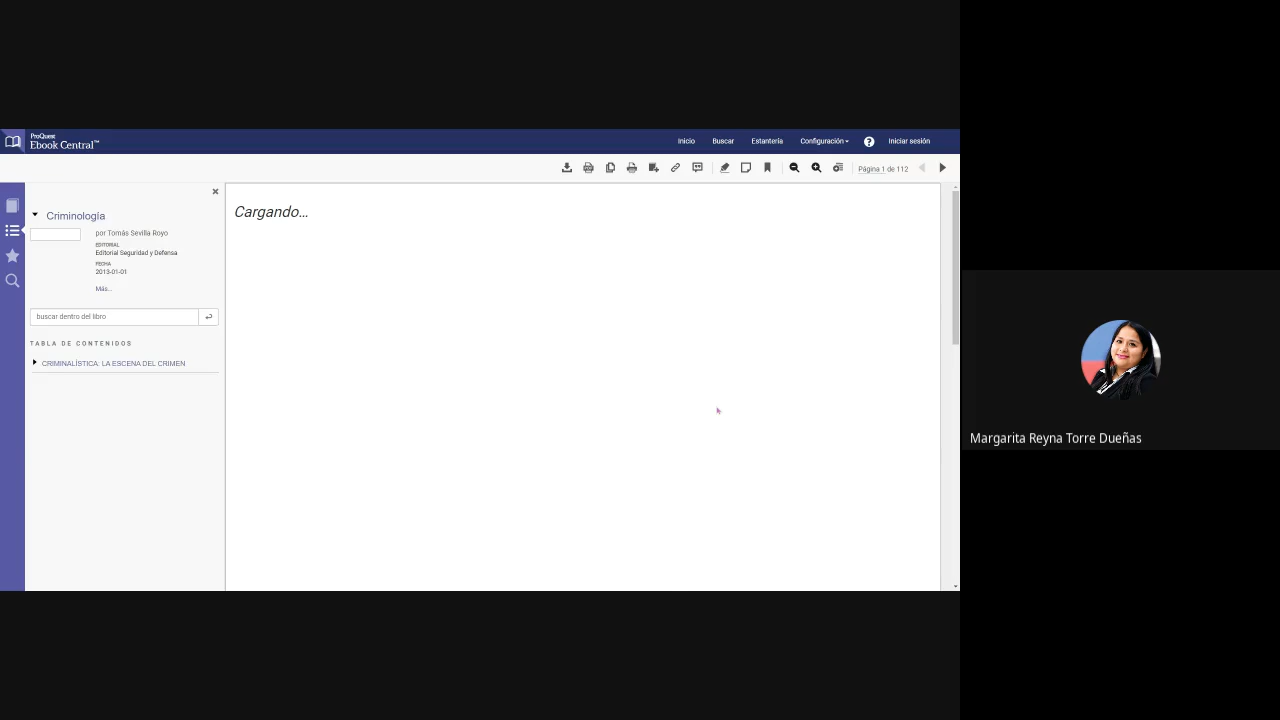 ProQuest
Ebook Central™
Inicio
Buscar
Estantería
Configuración
Iniciar sesión
Página 1 de 112
Criminología
por Tomás Sevilla Royo
EDITORIAL
Editorial Seguridad y Defensa
FECHA
2013-01-01
Más...
buscar dentro del libro
TABLA DE CONTENIDOS
CRIMINALÍSTICA: LA ESCENA DEL CRIMEN
Cargando...
Margarita Reyna Torre Dueñas